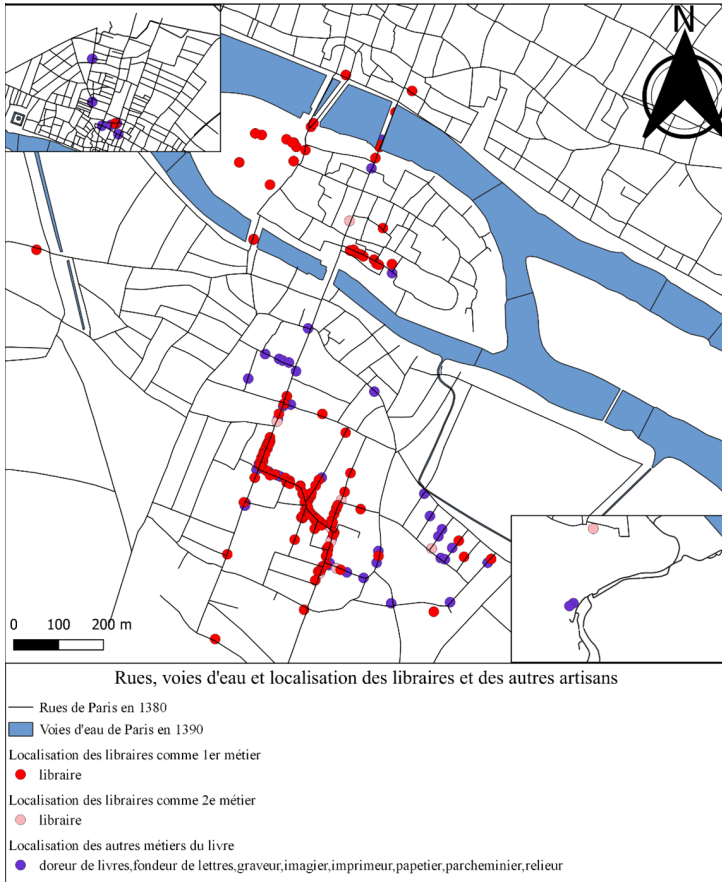 N
0 100 200 m
Rues, voies d'eau et localisation des libraires et des autres artisans
Rues de Paris en 1380
Voies d'eau de Paris en 1390
Localisation des libraires comme 1er métier
libraire
Localisation des libraires comme 2e métier
libraire
Localisation des autres métiers du livre
doreur de livres,fondeur de lettres,graveur,imagier,imprimeur,papetier,parcheminier,relieur